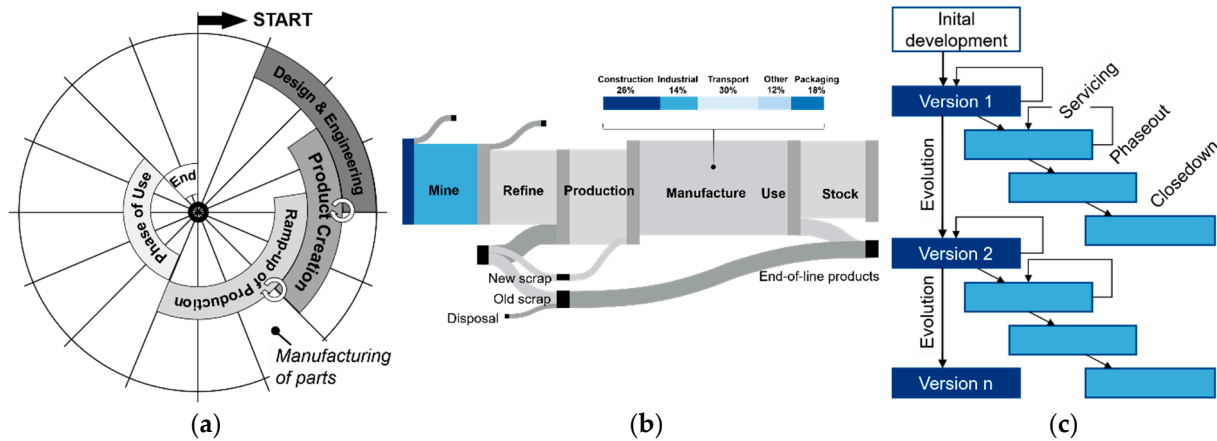 START
Design & Engineering
Product Creation
Ramp-up of Production
Phase of Use
End
Manufacturing
of parts
(a)
Construction Industrial Transport Other Packaging
26% 14% 30% 12% 18%
Mine Refine Production Manufacture Use Stock
New scrap
Old scrap
Disposal
End-of-line products
(b)
Inital
development
Version 1
Servicing
Phaseout
Closedown
Evolution
Version 2
Evolution
Version n
(c)